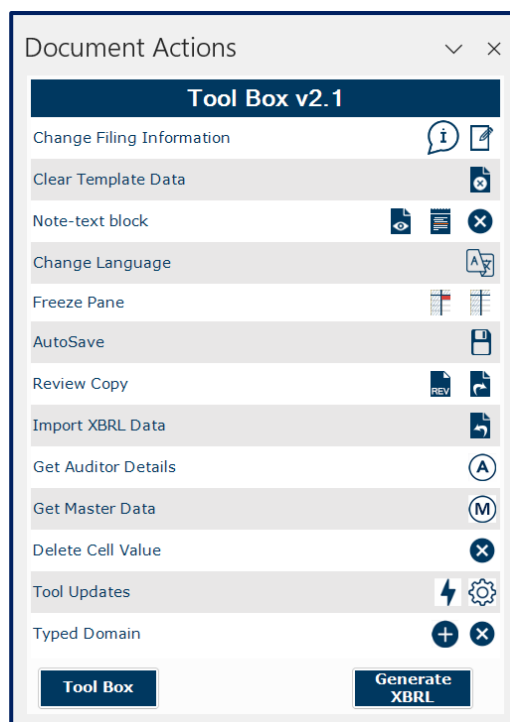 Document Actions
Tool Box v2.1
Change Filing Information i
Clear Template Data
Note-text block
Change Language A
Freeze Pane
AutoSave
Review Copy REV
Import XBRL Data
Get Auditor Details A
Get Master Data M
Delete Cell Value
Tool Updates
Typed Domain
Tool Box
Generate
XBRL